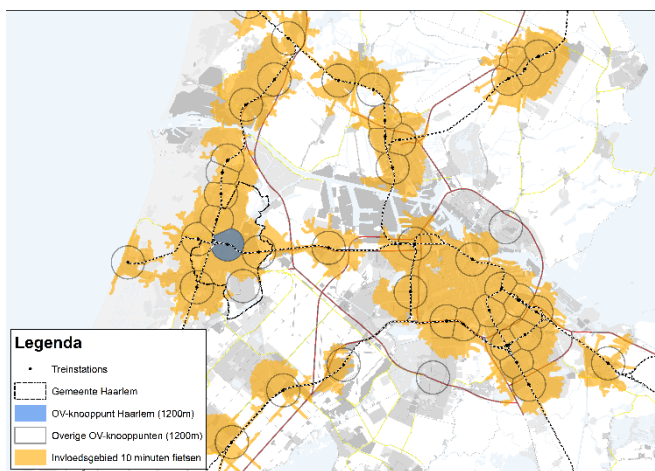 Legenda
Treinstations
Gemeente Haarlem
OV-knooppunt Haarlem (1200m)
Overige OV-knooppunten (1200m)
Invloedsgebied 10 minuten fietsen